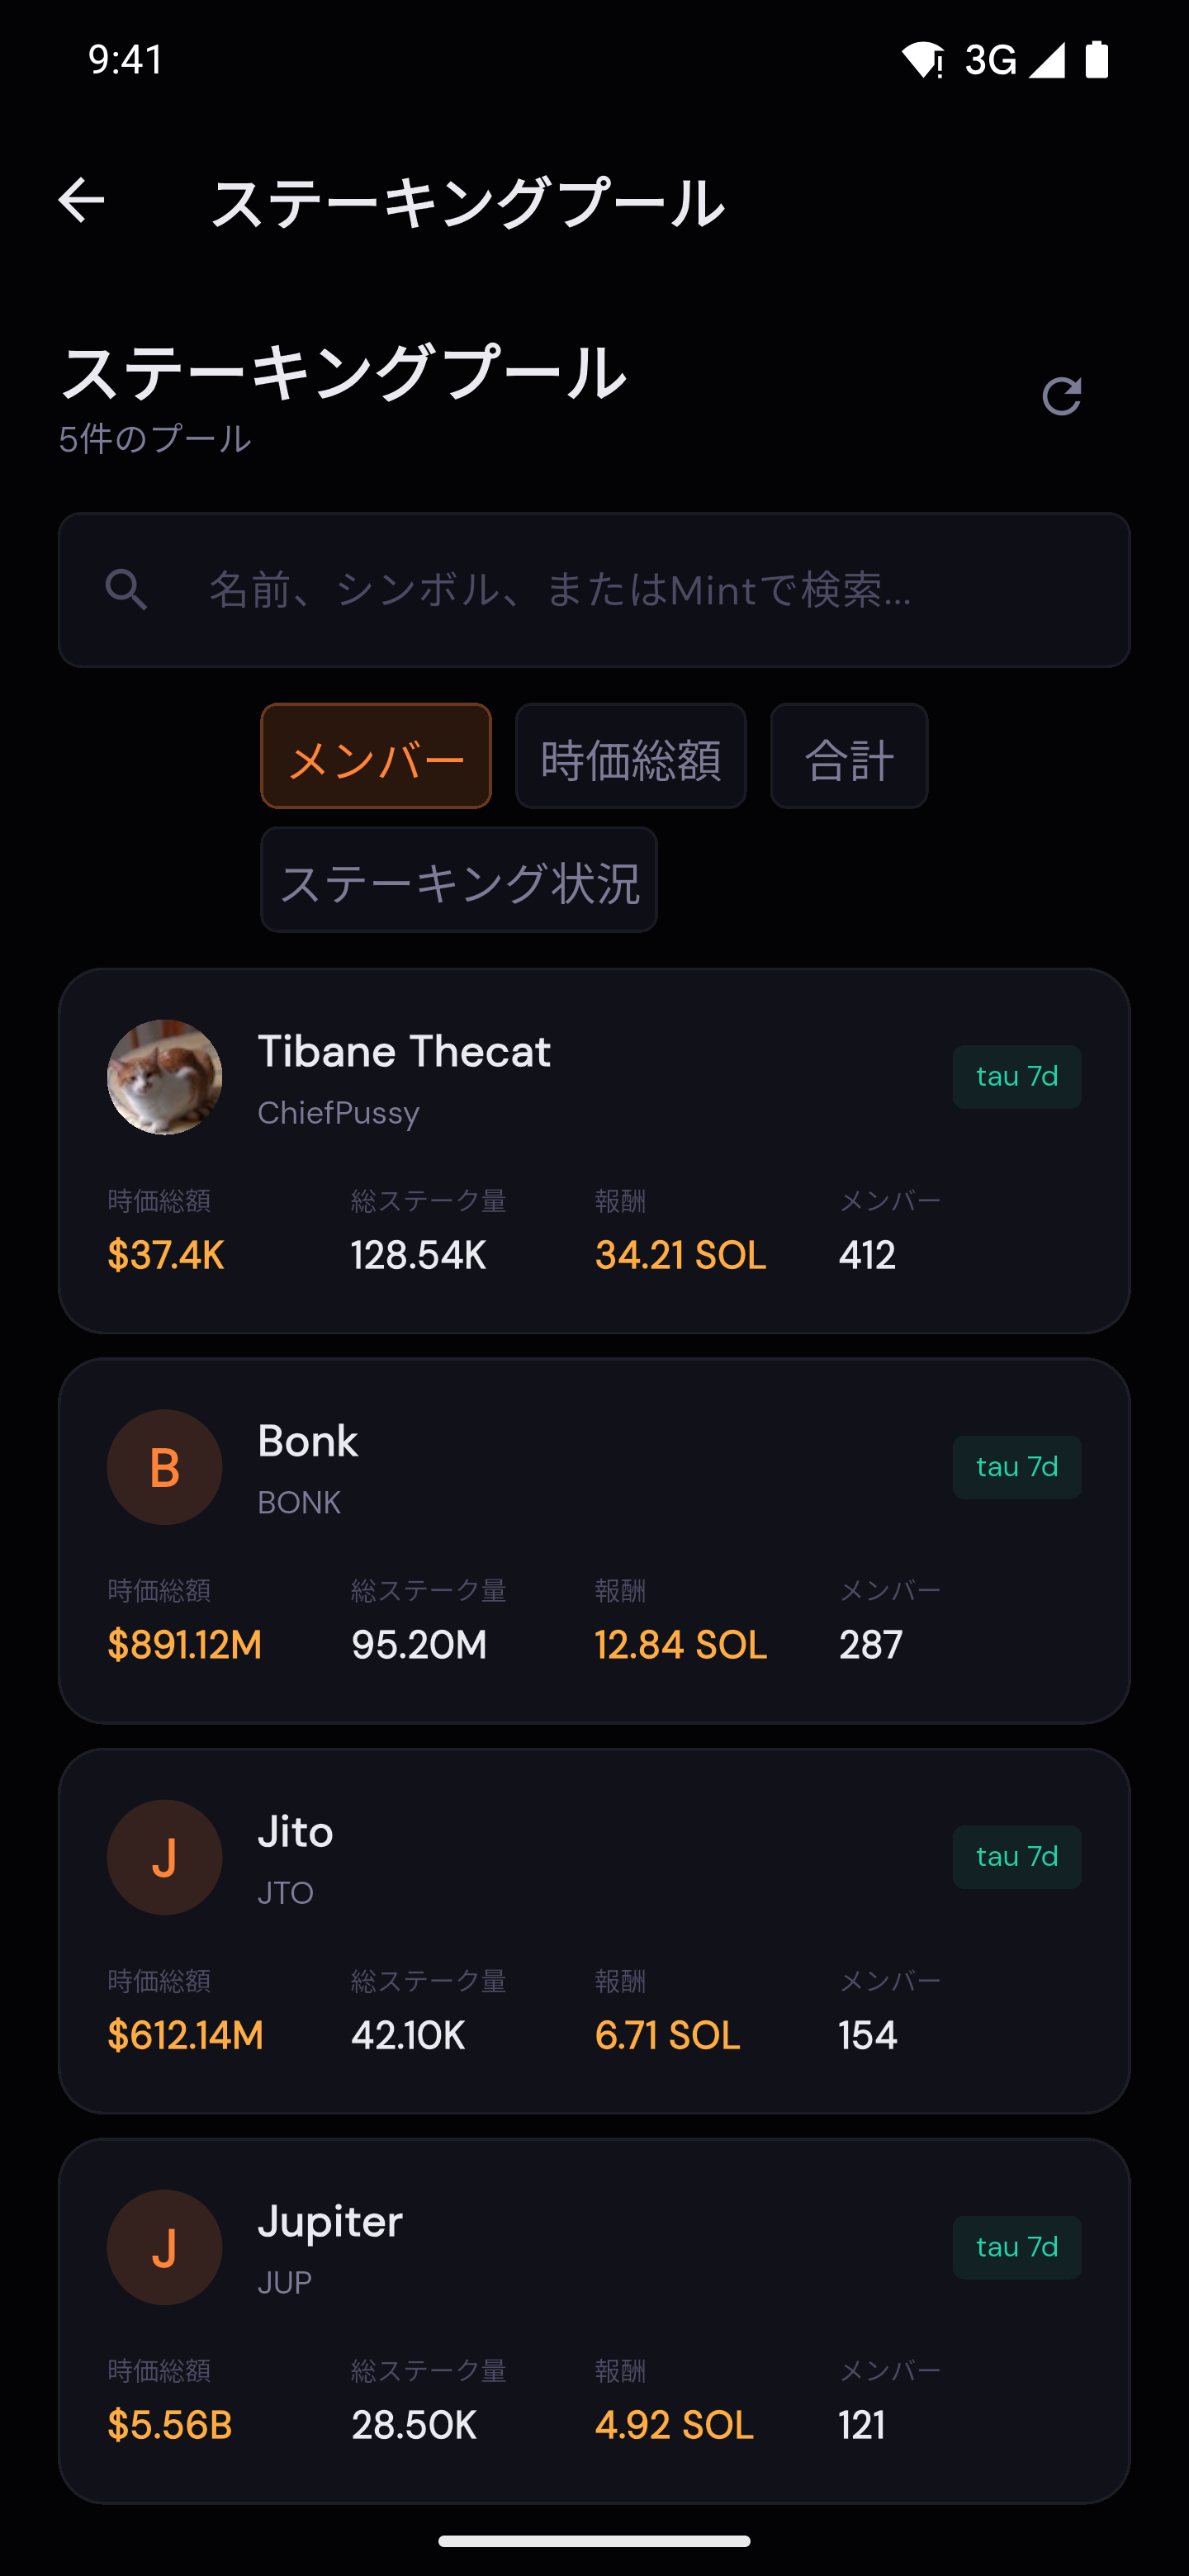 9:41
3G
ステーキングプール
ステーキングプール
5件のプール
名前、シンボル、またはMintで検索...
メンバー 時価総額 合計
ステーキング状況
Tibane Thecat
ChiefPussy
tau 7d
時価総額 総ステーク量 報酬 メンバー
$37.4K 128.54K 34.21 SOL 412
B
Bonk
BONK
tau 7d
時価総額 総ステーク量 報酬 メンバー
$891.12M 95.20M 12.84 SOL 287
J
Jito
JTO
tau 7d
時価総額 総ステーク量 報酬 メンバー
$612.14M 42.10K 6.71 SOL 154
J
Jupiter
JUP
tau 7d
時価総額 総ステーク量 報酬 メンバー
$5.56B 28.50K 4.92 SOL 121